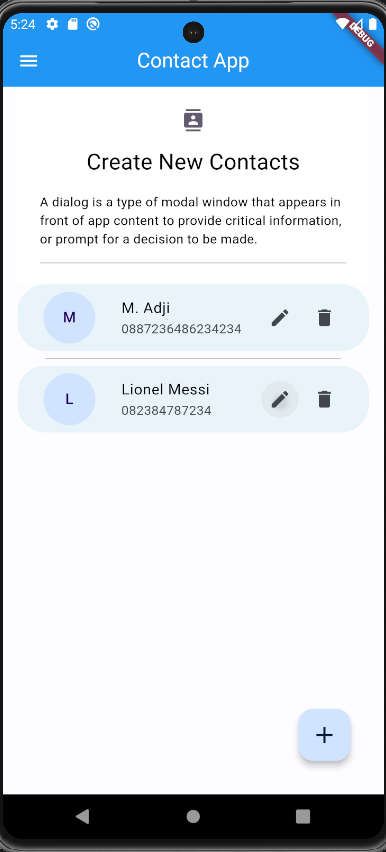 5:24
DEBUG
Contact App
Create New Contacts
A dialog is a type of modal window that appears in
front of app content to provide critical information,
or prompt for a decision to be made.
M
M. Adji
0887236486234234
L
Lionel Messi
082384787234